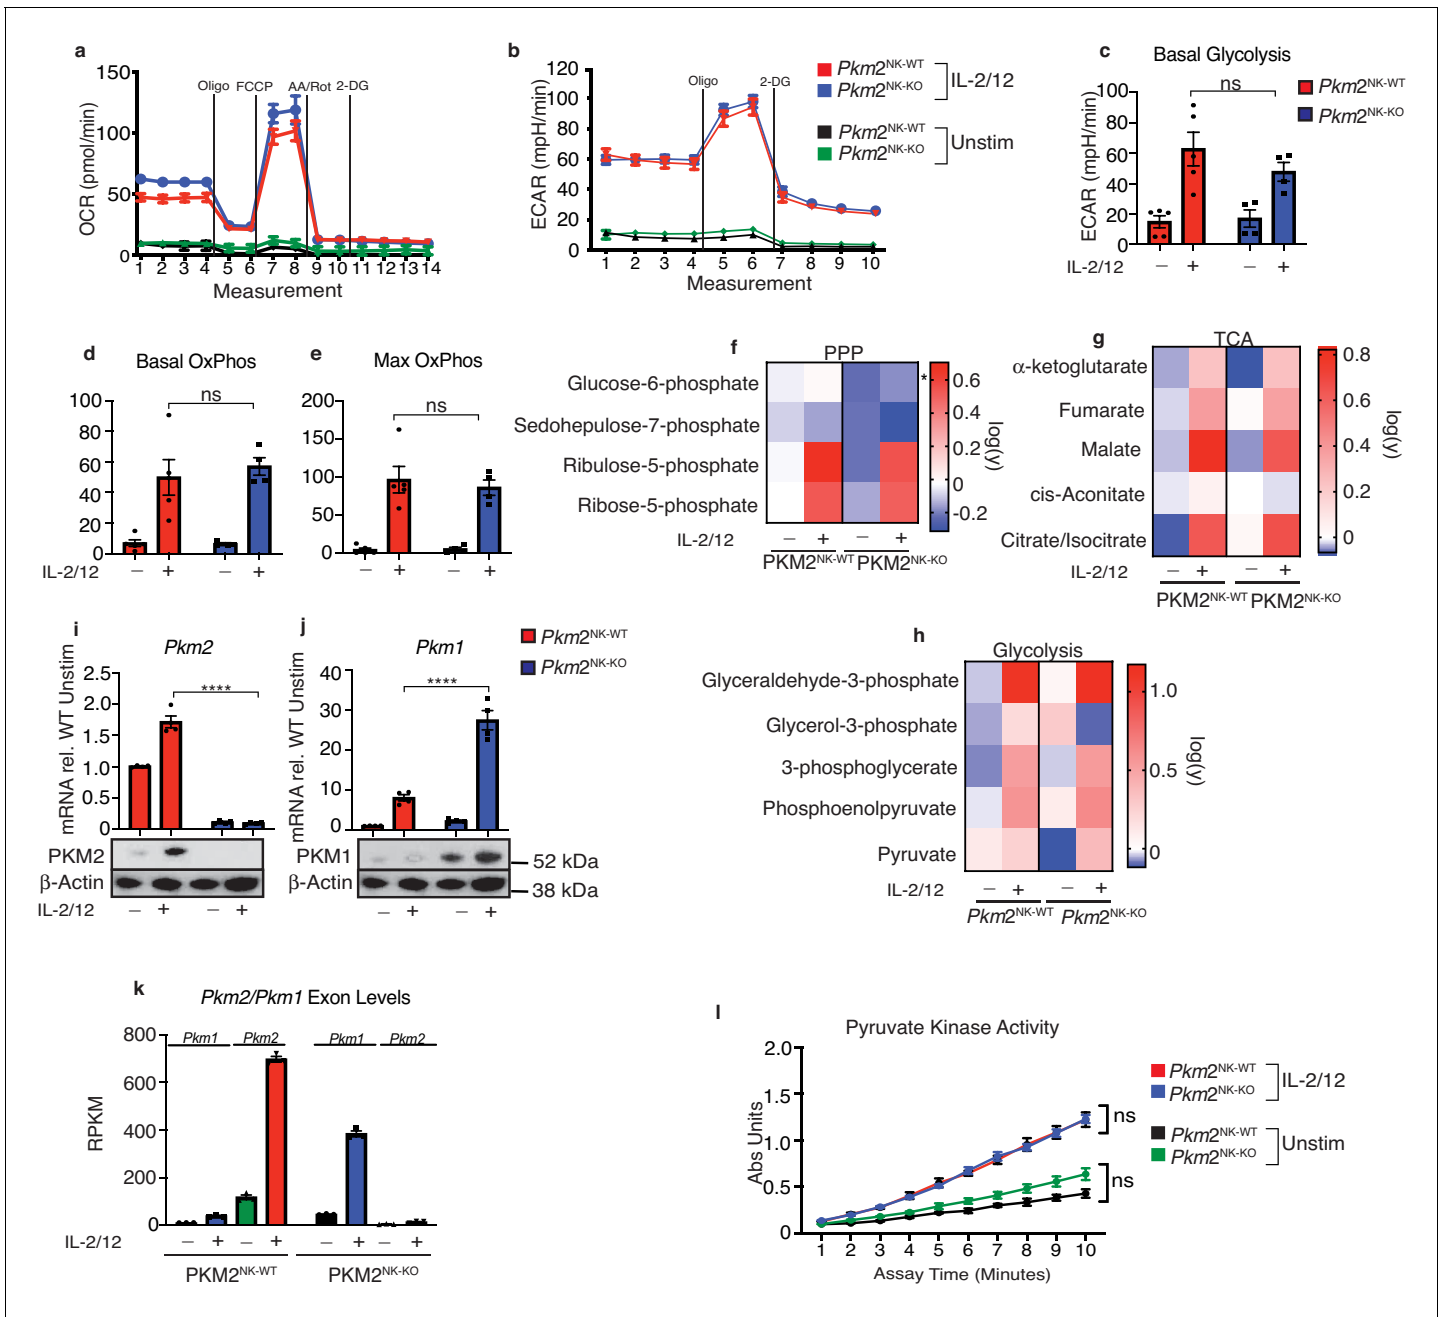 a
150
100
50
0
OCR (pmol/min)
Oligo FCCP AA/Rot 2-DG
1 2 3 4 5 6 7 8 9 10 11 12 13 14
Measurement
b
120
100
80
60
40
20
0
ECAR (mpH/min)
Oligo 2-DG
1 2 3 4 5 6 7 8 9 10
Measurement
Pkm2NK-WT
Pkm2NK-KO
IL-2/12
Pkm2NK-WT
Pkm2NK-KO
Unstim
c
Basal Glycolysis
100
80
60
40
20
0
ECAR (mpH/min)
ns
IL-2/12 − + − +
Pkm2NK-WT
Pkm2NK-KO
d
Basal OxPhos
100
80
60
40
20
0
ns
IL-2/12 − + − +
e
Max OxPhos
200
150
100
50
0
ns
− + − +
f
PPP
Glucose-6-phosphate
Sedohepulose-7-phosphate
Ribulose-5-phosphate
Ribose-5-phosphate
IL-2/12 − + − +
PKM2NK-WT PKM2NK-KO
*
0.6
0.4
0.2
0
-0.2
log(y)
g
TCA
α-ketoglutarate
Fumarate
Malate
cis-Aconitate
Citrate/Isocitrate
IL-2/12 − + − +
PKM2NK-WT PKM2NK-KO
0.8
0.6
0.4
0.2
0
log(y)
i
Pkm2
2.5
2.0
1.5
1.0
0.5
0
mRNA rel. WT Unstim
****
PKM2
β-Actin
IL-2/12 − + − +
j
Pkm1
40
30
20
10
0
mRNA rel. WT Unstim
****
PKM1
β-Actin
52 kDa
38 kDa
− + − +
Pkm2NK-WT
Pkm2NK-KO
h
Glycolysis
Glyceraldehyde-3-phosphate
Glycerol-3-phosphate
3-phosphoglycerate
Phosphoenolpyruvate
Pyruvate
IL-2/12 − + − +
Pkm2NK-WT Pkm2NK-KO
1.0
0.5
0
log(y)
k
Pkm2/Pkm1 Exon Levels
800
600
400
200
0
RPKM
Pkm1 Pkm2 Pkm1 Pkm2
IL-2/12 − + − + − + − +
PKM2NK-WT PKM2NK-KO
l
Pyruvate Kinase Activity
2.0
1.5
1.0
0.5
0
Abs Units
ns
ns
1 2 3 4 5 6 7 8 9 10
Assay Time (Minutes)
Pkm2NK-WT
Pkm2NK-KO
IL-2/12
Pkm2NK-WT
Pkm2NK-KO
Unstim